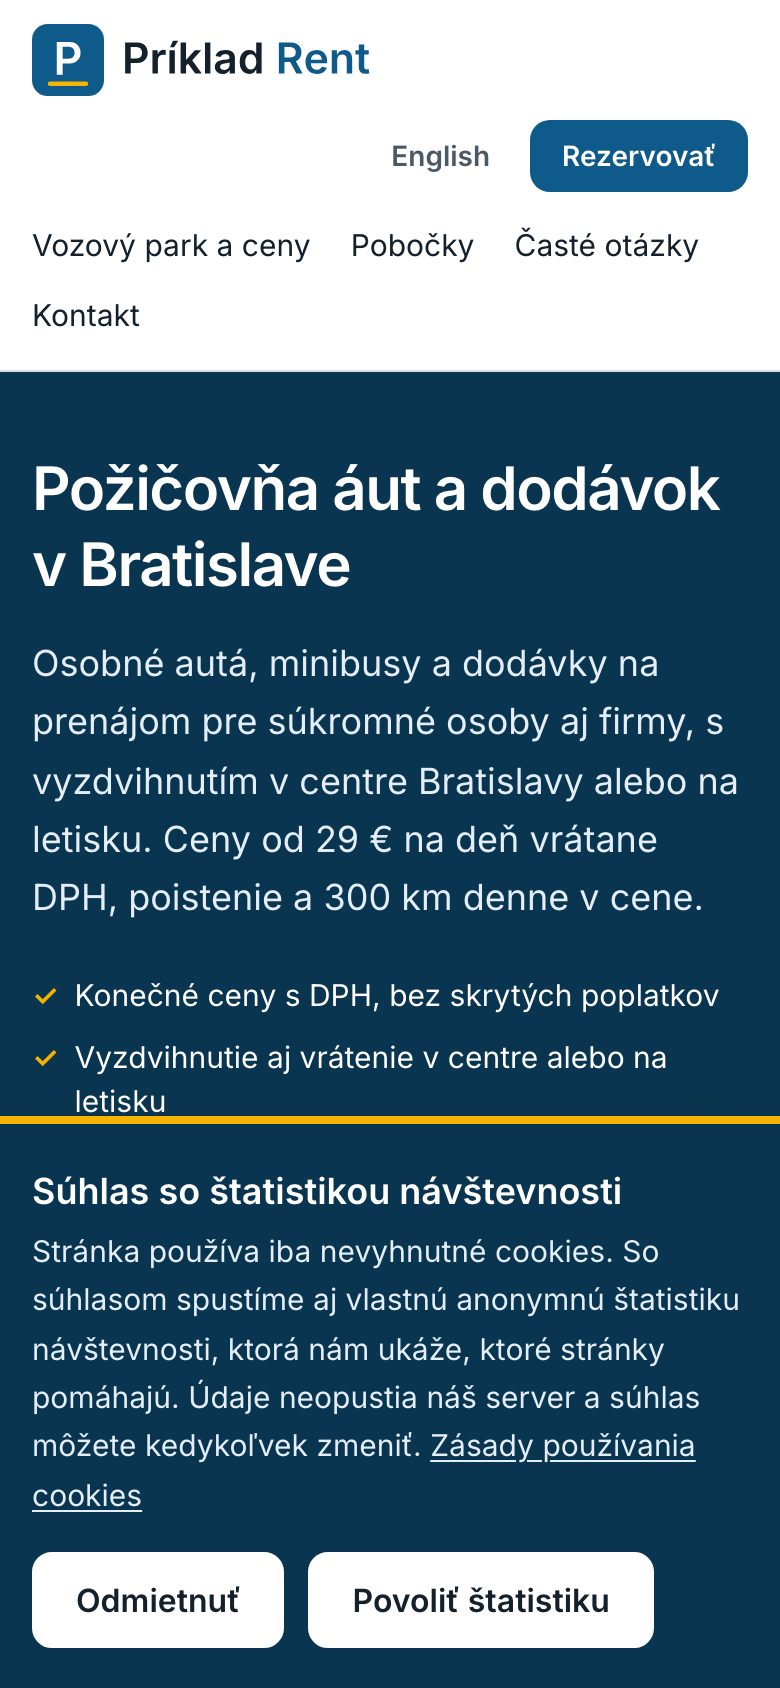 P Príklad Rent
English Rezervovať
Vozový park a ceny Pobočky Časté otázky
Kontakt
Požičovňa áut a dodávok
v Bratislave
Osobné autá, minibusy a dodávky na
prenájom pre súkromné osoby aj firmy, s
vyzdvihnutím v centre Bratislavy alebo na
letisku. Ceny od 29 € na deň vrátane
DPH, poistenie a 300 km denne v cene.
Konečné ceny s DPH, bez skrytých poplatkov
Vyzdvihnutie aj vrátenie v centre alebo na
letisku
Súhlas so štatistikou návštevnosti
Stránka používa iba nevyhnutné cookies. So
súhlasom spustíme aj vlastnú anonymnú štatistiku
návštevnosti, ktorá nám ukáže, ktoré stránky
pomáhajú. Údaje neopustia náš server a súhlas
môžete kedykoľvek zmeniť. Zásady používania
cookies
Odmietnuť Povoliť štatistiku